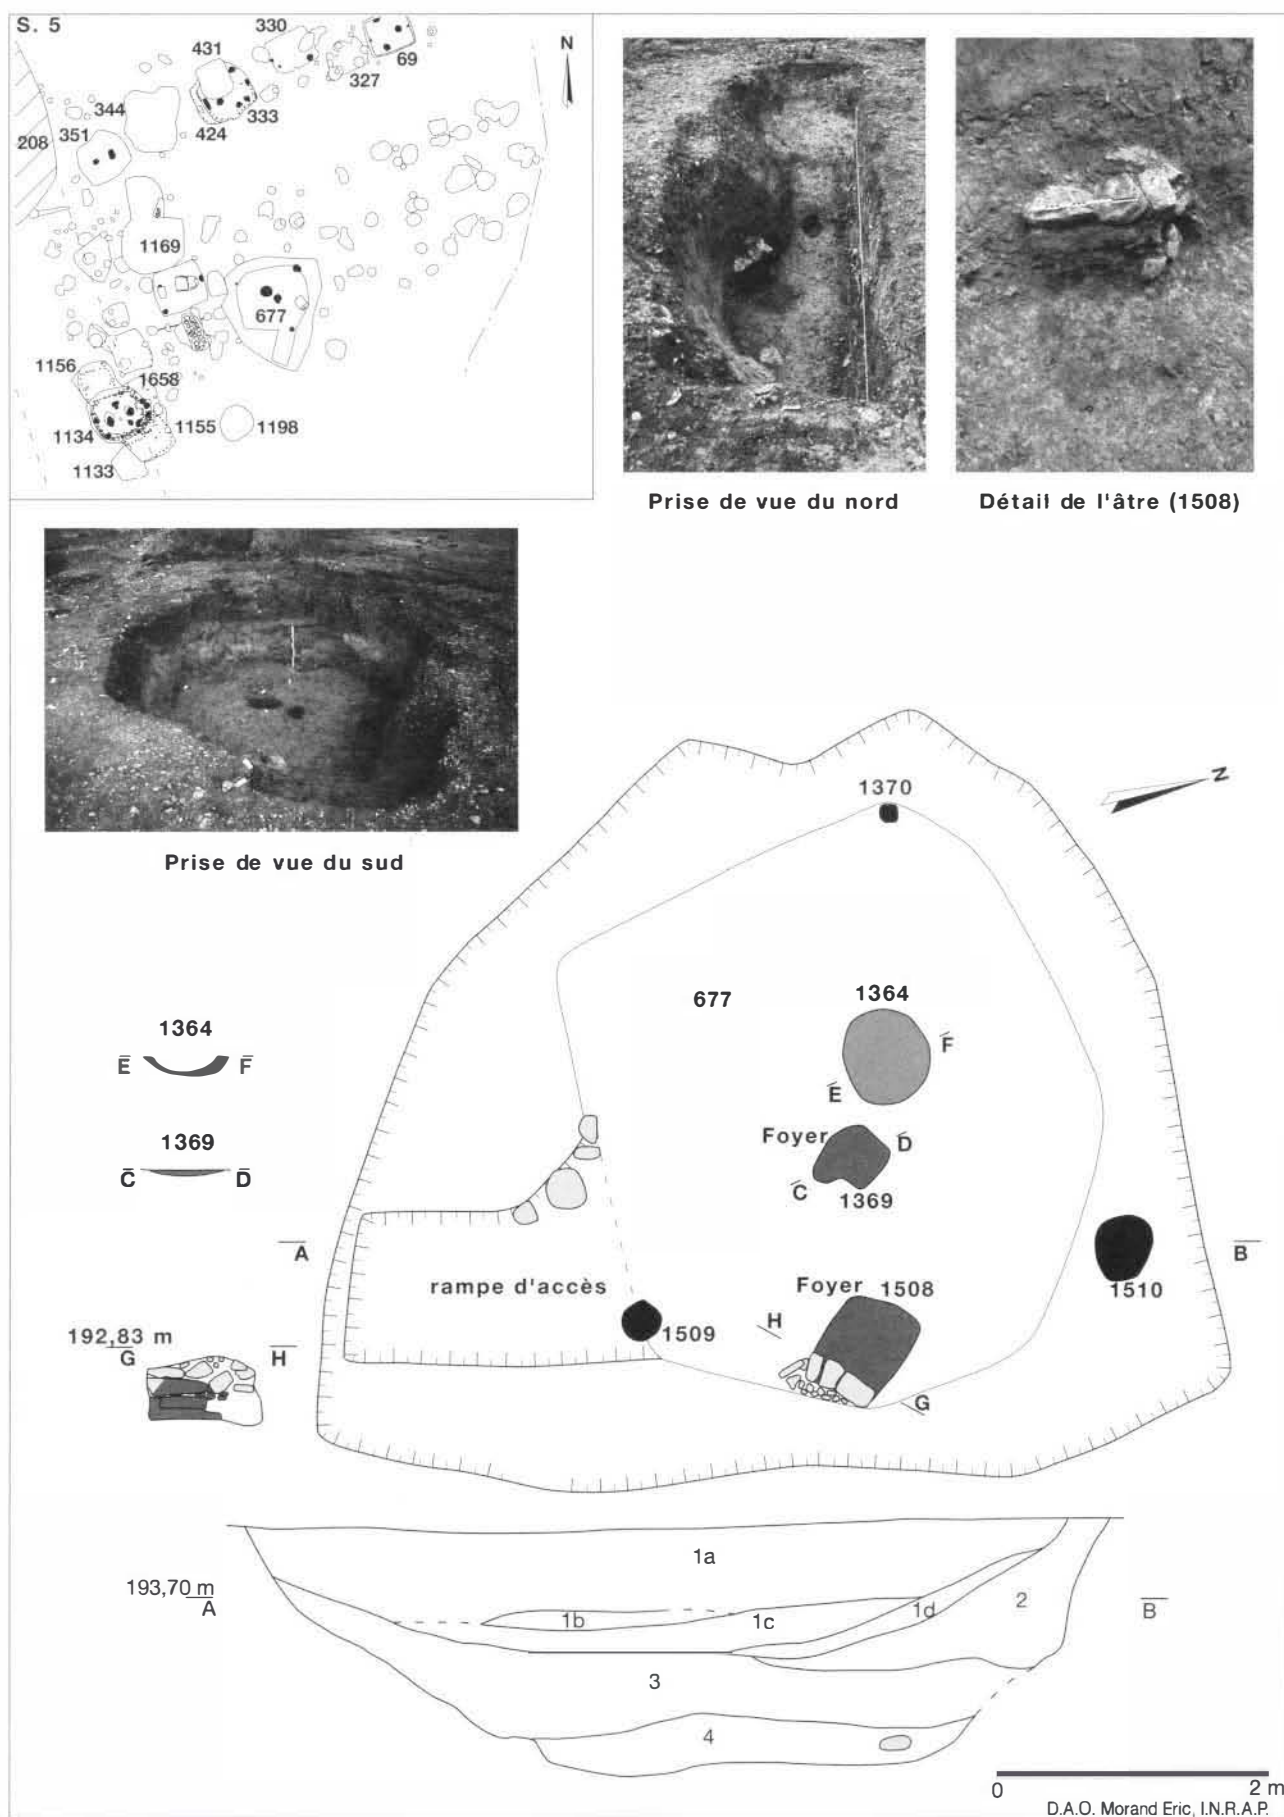 S. 5
N
330
431
69
327
344
333
351
424
208
1169
677
1156
1658
1155
1198
1134
1133
Prise de vue du nord
Détail de l'âtre (1508)
Prise de vue du sud
N
1370
677
1364
F
E
Foyer
D
C
1369
1364
E F
1369
C D
A
B
rampe d'accès
Foyer 1508
1510
H
1509
G
192,83 m
G H
1a
193,70 m
A
1b
1c
1d
2
B
3
4
0 2 m
D.A.O. Morand Eric, I.N.R.A.P.